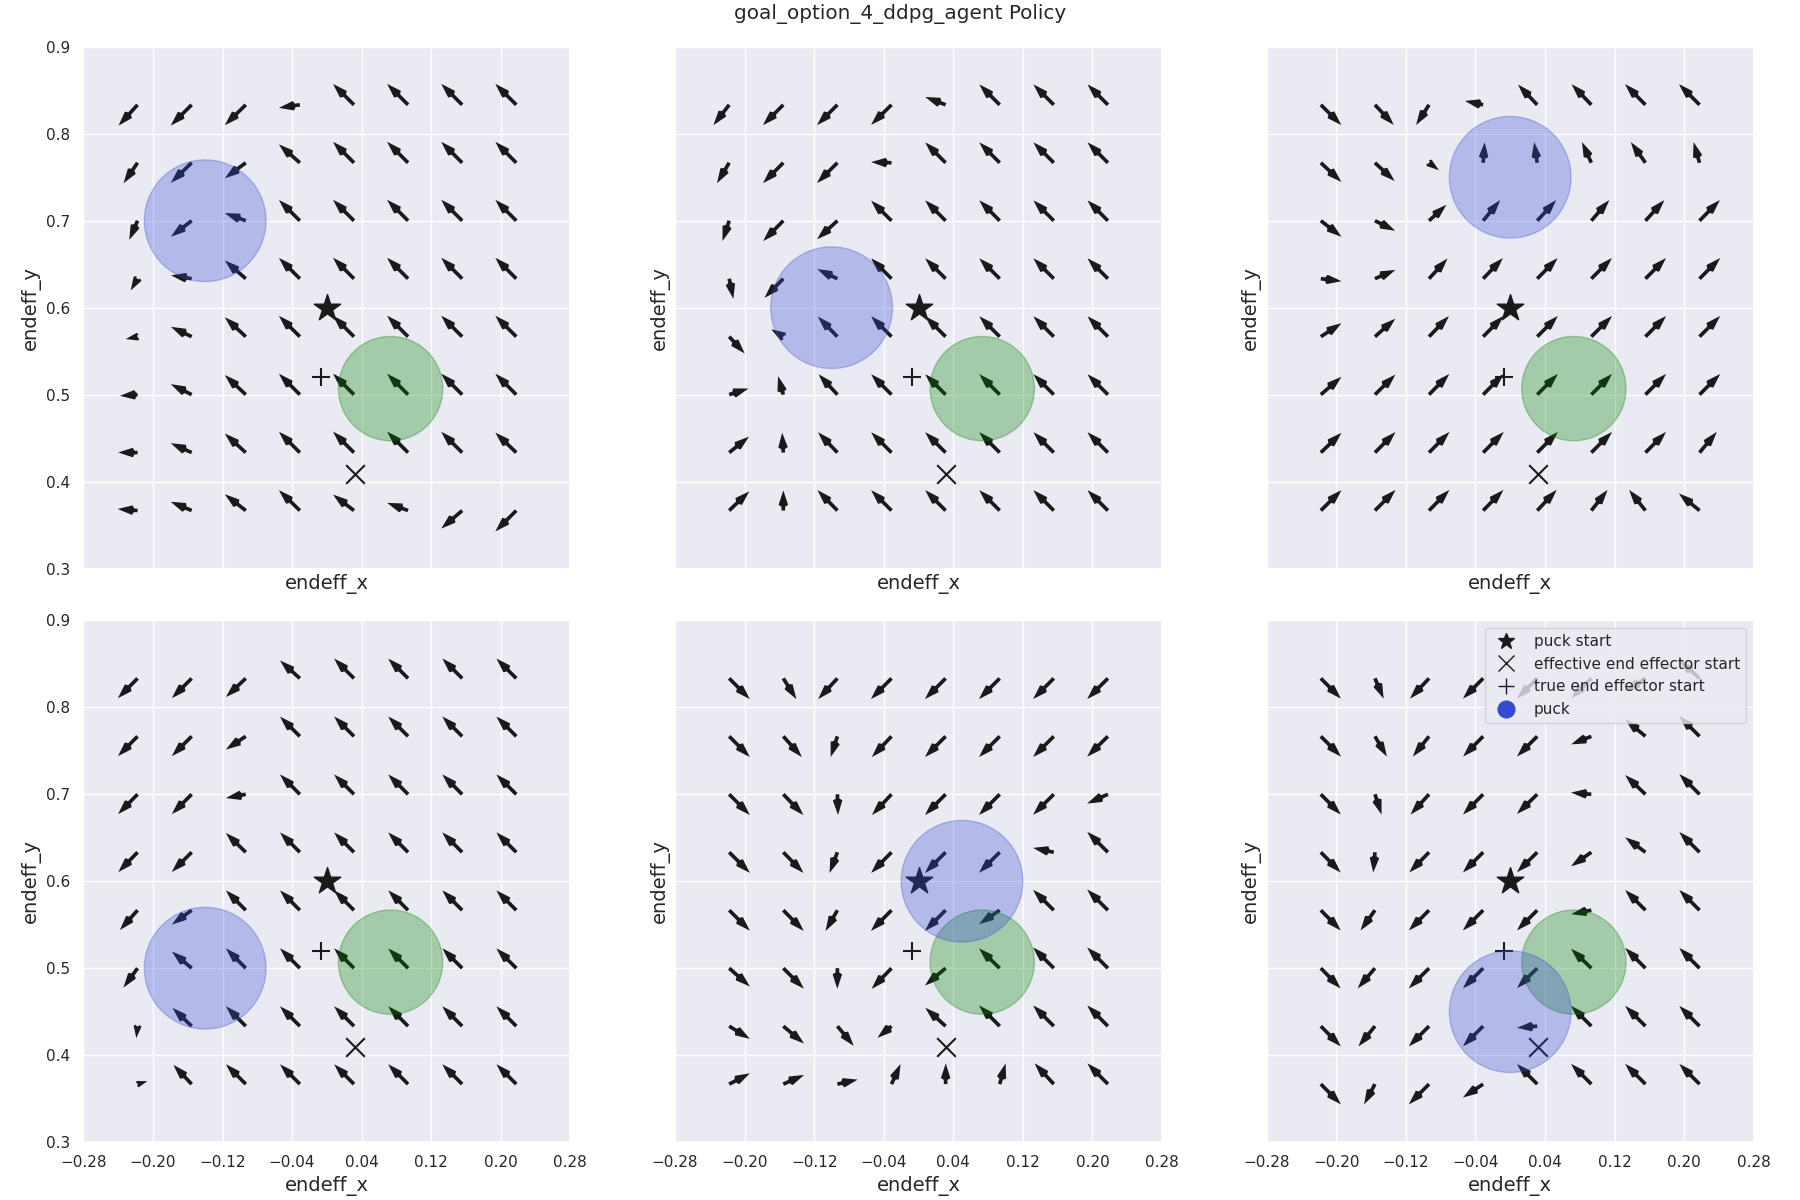 goal_option_4_ddpg_agent Policy
0.9
0.8
0.7
0.6
0.5
0.4
0.3
endeff_y
endeff_x
endeff_y
endeff_x
endeff_y
endeff_x
0.9
0.8
0.7
0.6
0.5
0.4
0.3
endeff_y
−0.28 −0.20 −0.12 −0.04 0.04 0.12 0.20 0.28
endeff_x
endeff_y
−0.28 −0.20 −0.12 −0.04 0.04 0.12 0.20 0.28
endeff_x
puck start
effective end effector start
true end effector start
puck
endeff_y
−0.28 −0.20 −0.12 −0.04 0.04 0.12 0.20 0.28
endeff_x